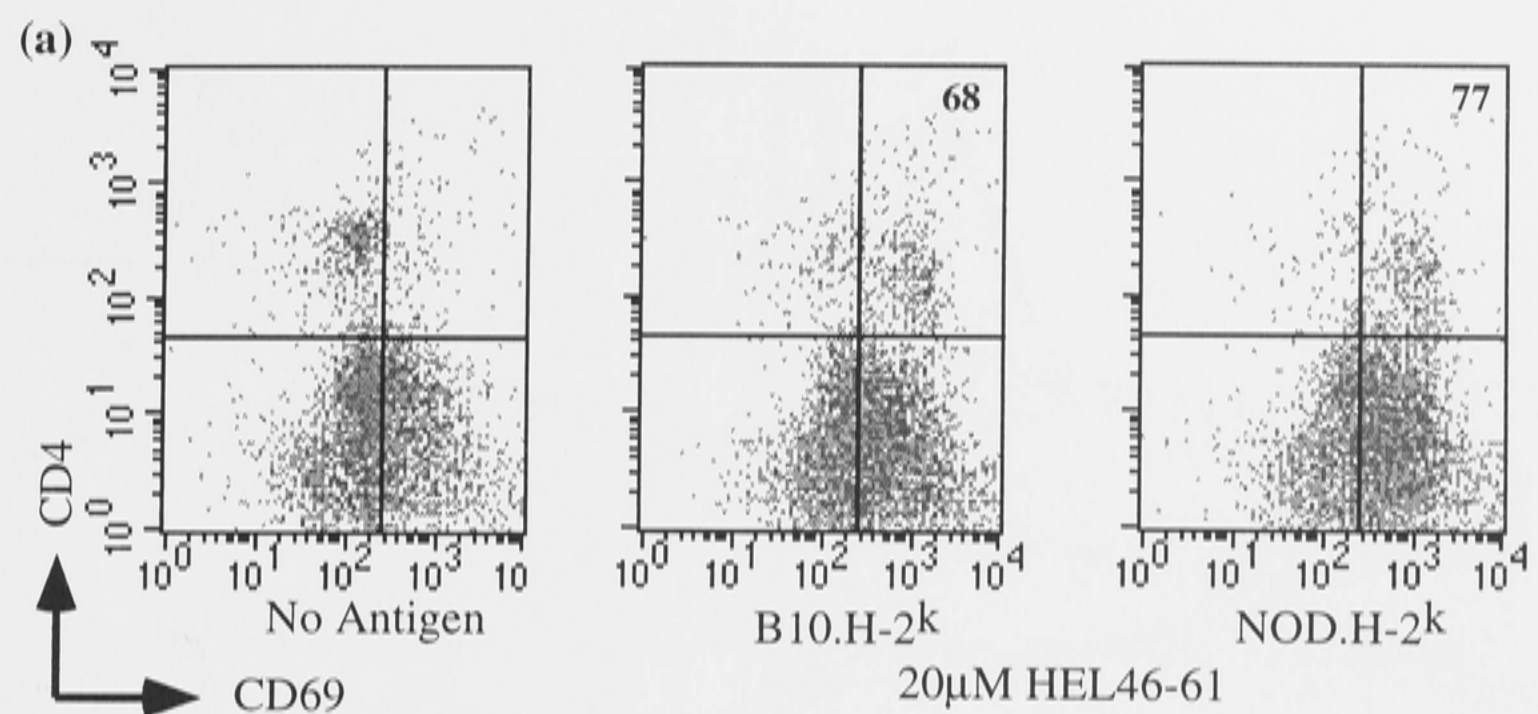 (a)
68
77
10^4
10^3
10^2
10^1
10^0
CD4
10^0 10^1 10^2 10^3 10
10^0 10^1 10^2 10^3 10^4
10^0 10^1 10^2 10^3 10^4
No Antigen
B10.H-2^k
NOD.H-2^k
20μM HEL46-61
CD69